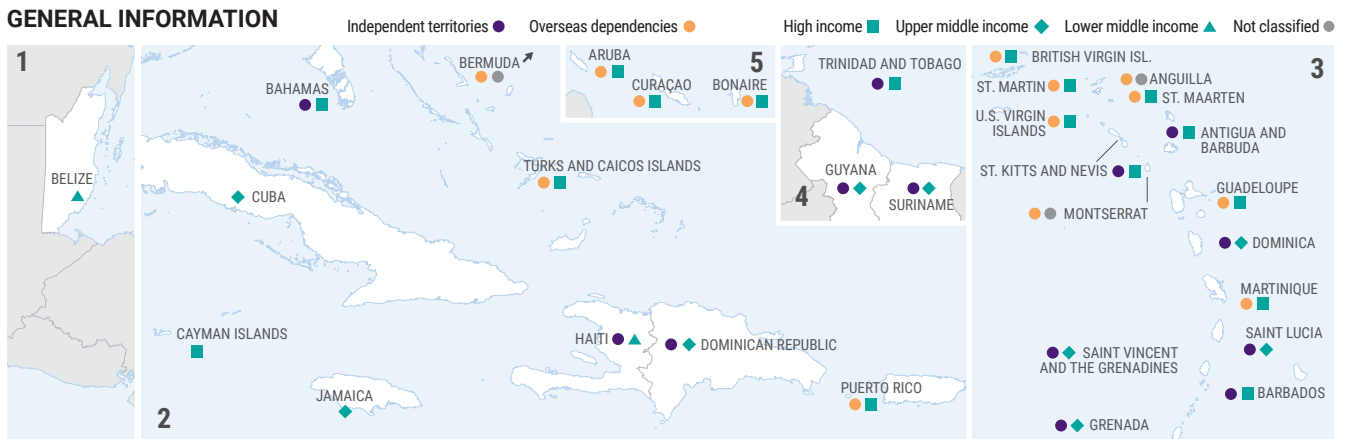 GENERAL INFORMATION
Independent territories
Overseas dependencies
High income
Upper middle income
Lower middle income
Not classified
1
BELIZE
2
BAHAMAS
BERMUDA
CUBA
TURKS AND CAICOS ISLANDS
CAYMAN ISLANDS
JAMAICA
HAITI
DOMINICAN REPUBLIC
PUERTO RICO
5
ARUBA
CURAÇAO
BONAIRE
4
TRINIDAD AND TOBAGO
GUYANA
SURINAME
3
BRITISH VIRGIN ISL.
ST. MARTIN
ANGUILLA
ST. MAARTEN
U.S. VIRGIN
ISLANDS
ANTIGUA AND
BARBUDA
ST. KITTS AND NEVIS
GUADELOUPE
MONTSERRAT
DOMINICA
MARTINIQUE
SAINT LUCIA
SAINT VINCENT
AND THE GRENADINES
BARBADOS
GRENADA